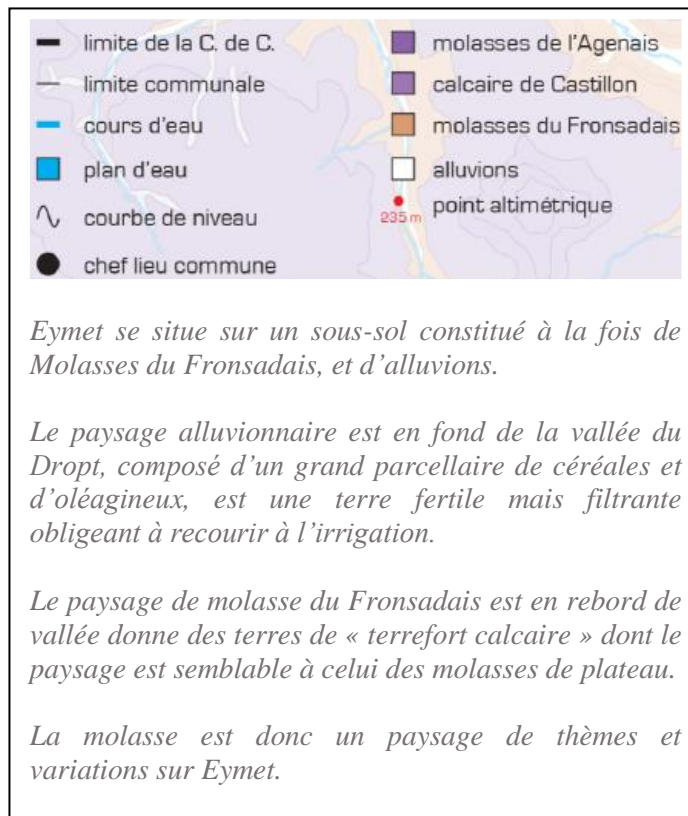 limite de la C. de C.
limite communale
cours d'eau
plan d'eau
courbe de niveau
chef lieu commune
molasses de l'Agenais
calcaire de Castillon
molasses du Fronsadais
alluvions
235 m
point altimétrique
Eymet se situe sur un sous-sol constitué à la fois de
Molasses du Fronsadais, et d'alluvions.
Le paysage alluvionnaire est en fond de la vallée du
Dropt, composé d'un grand parcellaire de céréales et
d'oléagineux, est une terre fertile mais filtrante
obligeant à recourir à l'irrigation.
Le paysage de molasse du Fronsadais est en rebord de
vallée donne des terres de « terrefort calcaire » dont le
paysage est semblable à celui des molasses de plateau.
La molasse est donc un paysage de thèmes et
variations sur Eymet.